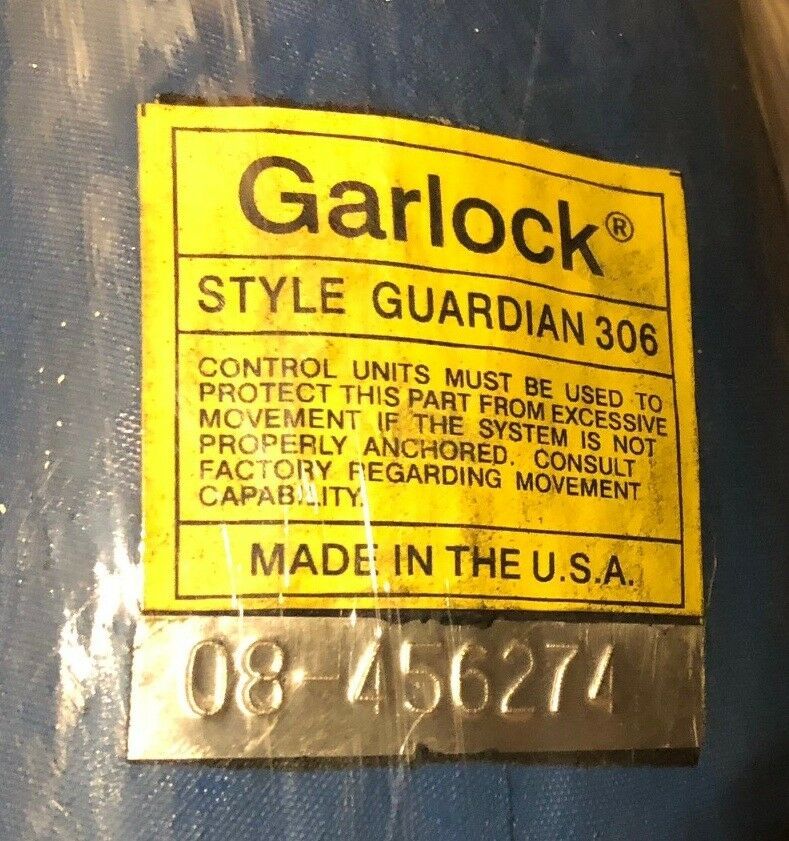 Garlock®
STYLE GUARDIAN 306
CONTROL UNITS MUST BE USED TO
PROTECT THIS PART FROM EXCESSIVE
MOVEMENT IF THE SYSTEM IS NOT
PROPERLY ANCHORED. CONSULT
FACTORY REGARDING MOVEMENT
CAPABILITY.
MADE IN THE U.S.A.
08-456274